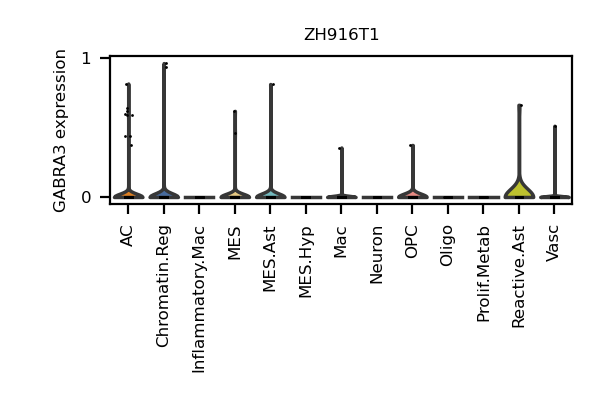 ZH916T1
GABRA3 expression
1
0
AC
Chromatin.Reg
Inflammatory.Mac
MES
MES.Ast
MES.Hyp
Mac
Neuron
OPC
Oligo
Prolif.Metab
Reactive.Ast
Vasc